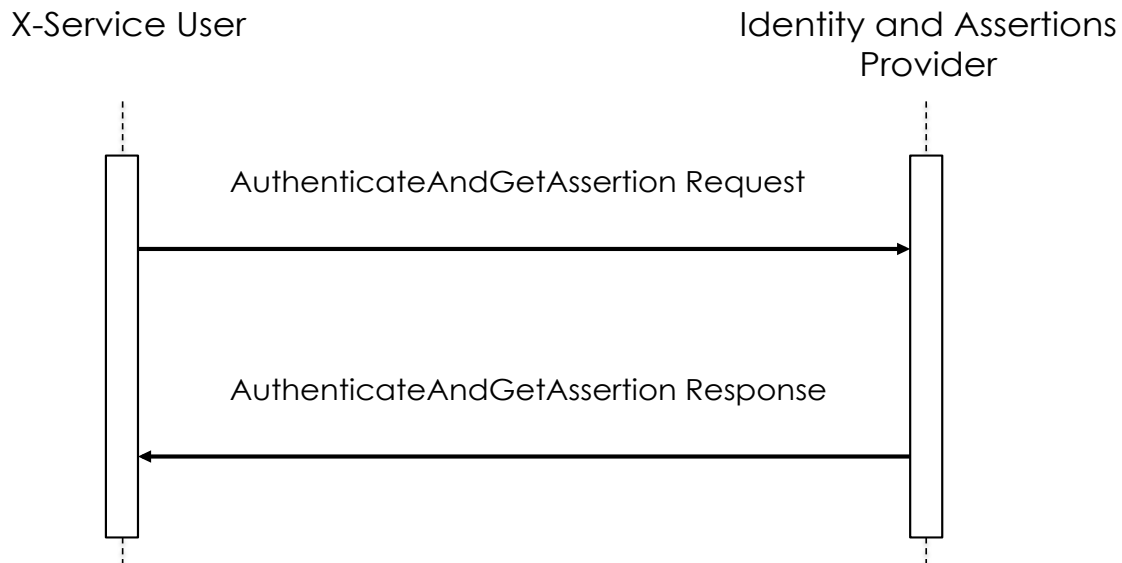 X-Service User
Identity and Assertions
Provider
AuthenticateAndGetAssertion Request
AuthenticateAndGetAssertion Response